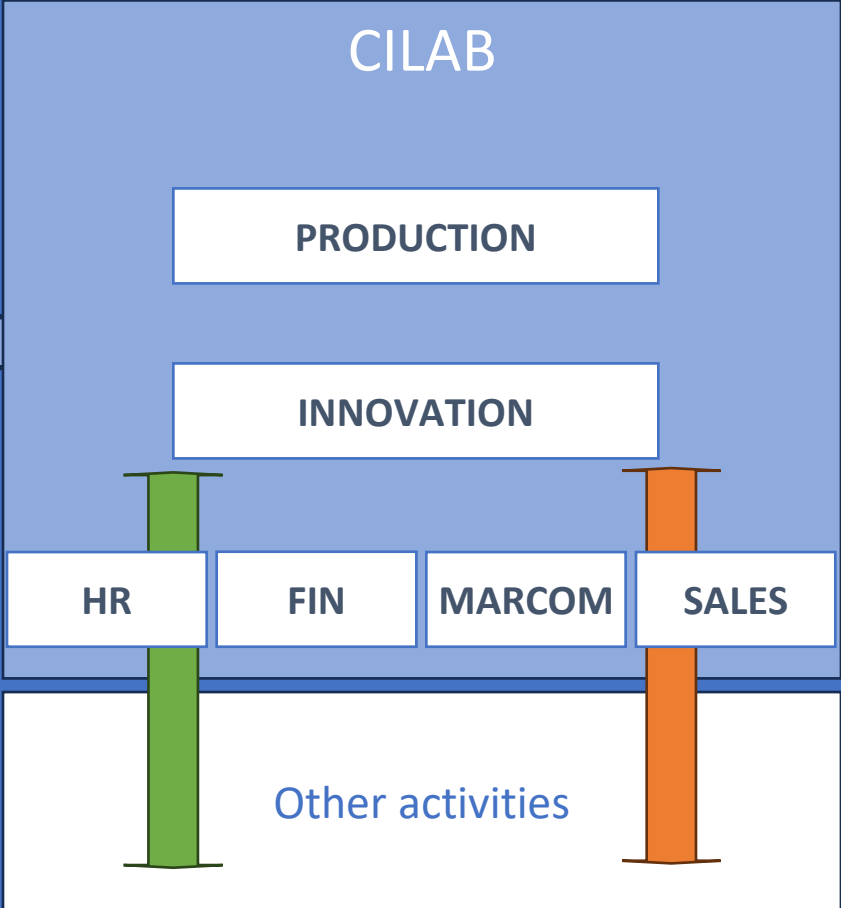 CILAB
PRODUCTION
INNOVATION
HR FIN MARCOM SALES
Other activities